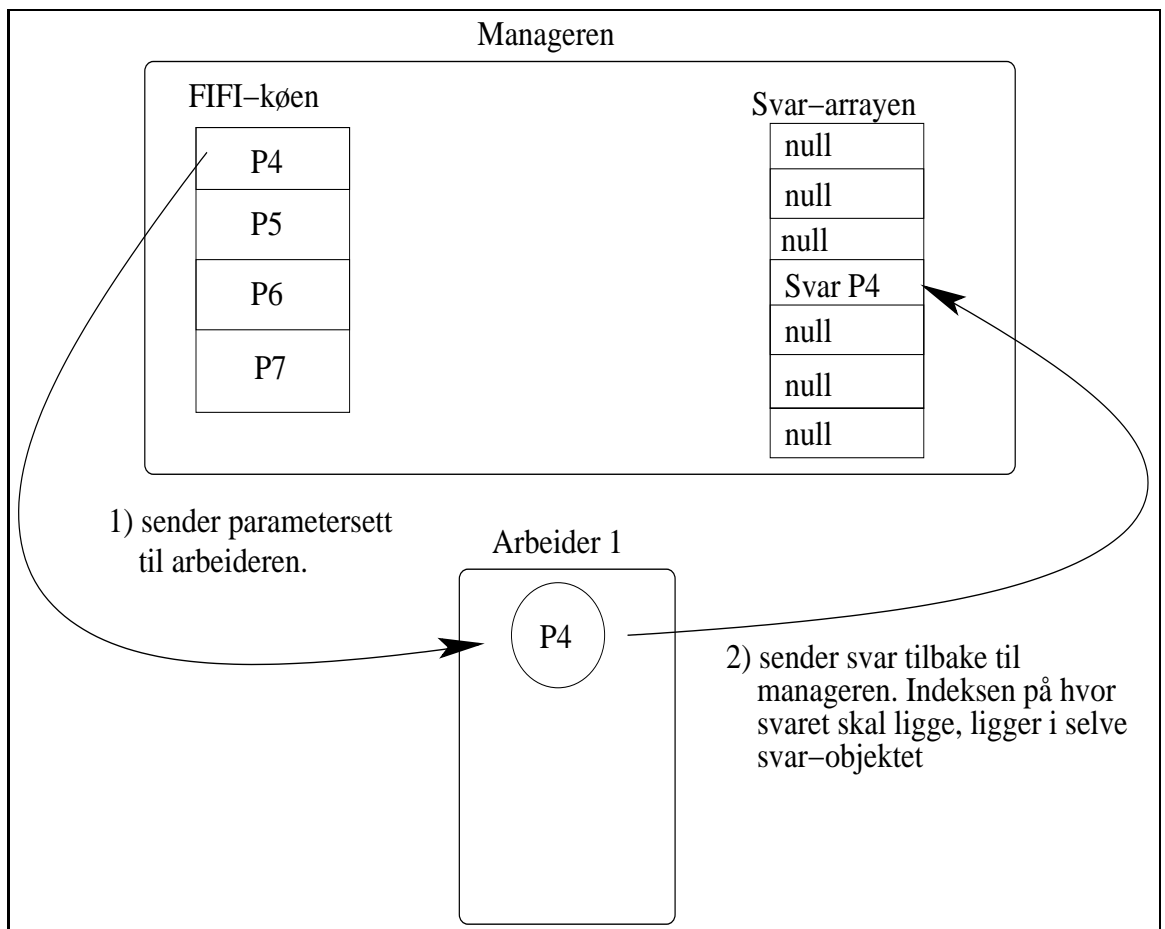 Manageren
FIFI–køen
P4
P5
P6
P7
Svar–arrayen
null
null
null
Svar P4
null
null
null
1) sender parametersett
til arbeideren.
Arbeider 1
P4
2) sender svar tilbake til
manageren. Indeksen på hvor
svaret skal ligge, ligger i selve
svar–objektet